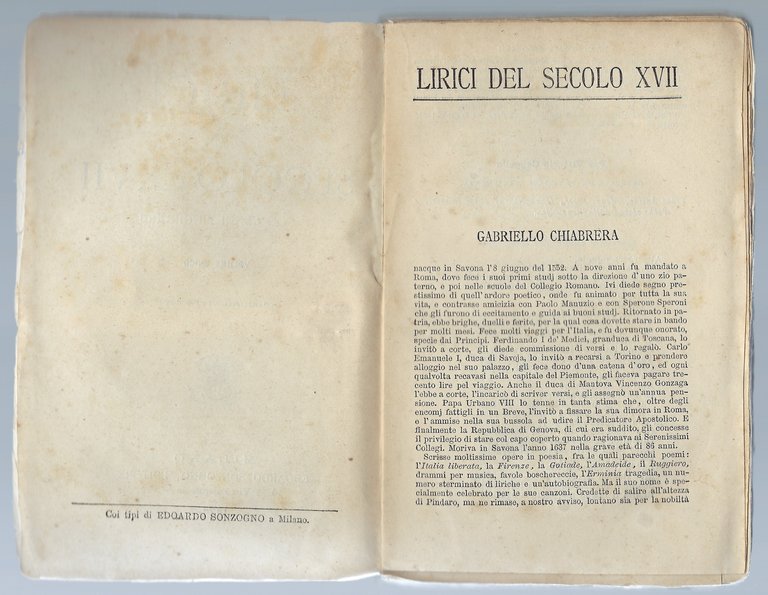 Coi tipi di EDOARDO SONZOGNO a Milano.
LIRICI DEL SECOLO XVII
GABRIELLO CHIABRERA
nacque in Savona l'8 giugno del 1552. A nove anni fu mandato a
Roma, dove fece i suoi primi studj sotto la direzione d'uno zio pa-
terno, e poi nelle scuole del Collegio Romano. Ivi diede segno pre-
stissimo di quell'ardore poetico, onde fu animato per tutta la sua
vita, e contrasse amicizia con Paolo Manuzio e con Sperone Speroni
che gli furono di eccitamento e guida ai buoni studj. Ritornato in pa-
tria, ebbe brighe, duelli e ferite, per la qual cosa dovette stare in bando
per molti mesi. Fece molti viaggi per l'Italia, e fu dovunque onorato,
specie dai Principi. Ferdinando I de' Medici, granduca di Toscana, lo
invitò a corte, gli diede commissione di versi e lo regalò. Carlo
Emanuele I, duca di Savoja, lo invitò a recarsi a Torino e prendere
alloggio nel suo palazzo, gli fece dono d'una catena d'oro, ed ogni
qualvolta recavasi nella capitale del Piemonte, gli faceva pagare tre-
cento lire pel viaggio. Anche il duca di Mantova Vincenzo Gonzaga
l'ebbe a corte, l'incaricò di scriver versi, e gli assegnò un'annua pen-
sione. Papa Urbano VIII lo tenne in tanta stima che, oltre degli
encomj fattigli in un Breve, l'invitò a fissare la sua dimora in Roma,
e l'ammise nella sua bussola ad udire il Predicatore Apostolico. E
finalmente la Repubblica di Genova, di cui era suddito, gli concesse
il privilegio di stare col capo coperto quando ragionava ai Serenissimi
Collegi. Moriva in Savona l'anno 1637 nella grave età di 86 anni.
Scrisse moltissime opere in poesia, fra le quali parecchi poemi:
l'Italia liberata, la Firenze, la Gotiade, l'Amadeide, il Ruggiero,
drammi per musica, favole boschereccie, l'Erminia tragedia, un nu-
mero sterminato di liriche e un'autobiografia. Ma il suo nome è spe-
cialmente celebrato per le sue canzoni. Credette di salire all'altezza
di Pindaro, ma ne rimase, a nostro avviso, lontano sia per la nobiltà